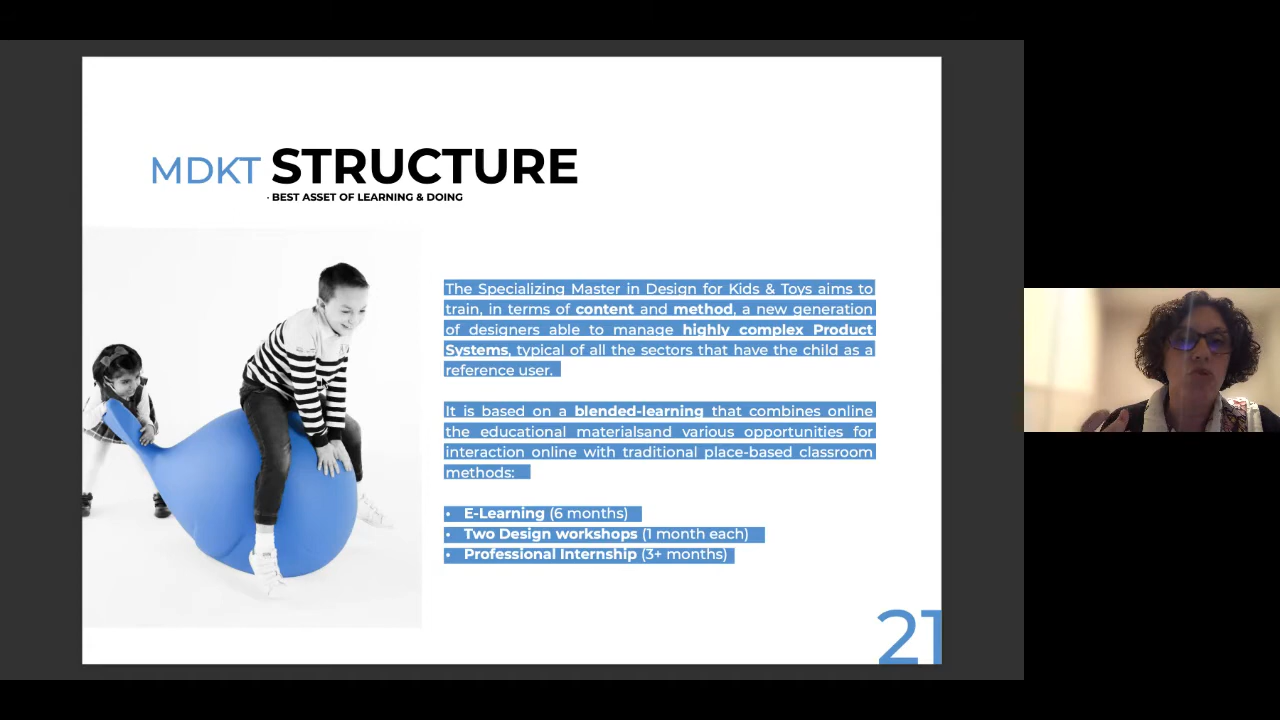 MDKT STRUCTURE
· BEST ASSET OF LEARNING & DOING
The Specializing Master in Design for Kids & Toys aims to
train, in terms of content and method, a new generation
of designers able to manage highly complex Product
Systems, typical of all the sectors that have the child as a
reference user.
It is based on a blended-learning that combines online
the educational materialsand various opportunities for
interaction online with traditional place-based classroom
methods:
• E-Learning (6 months)
• Two Design workshops (1 month each)
• Professional Internship (3+ months)
21